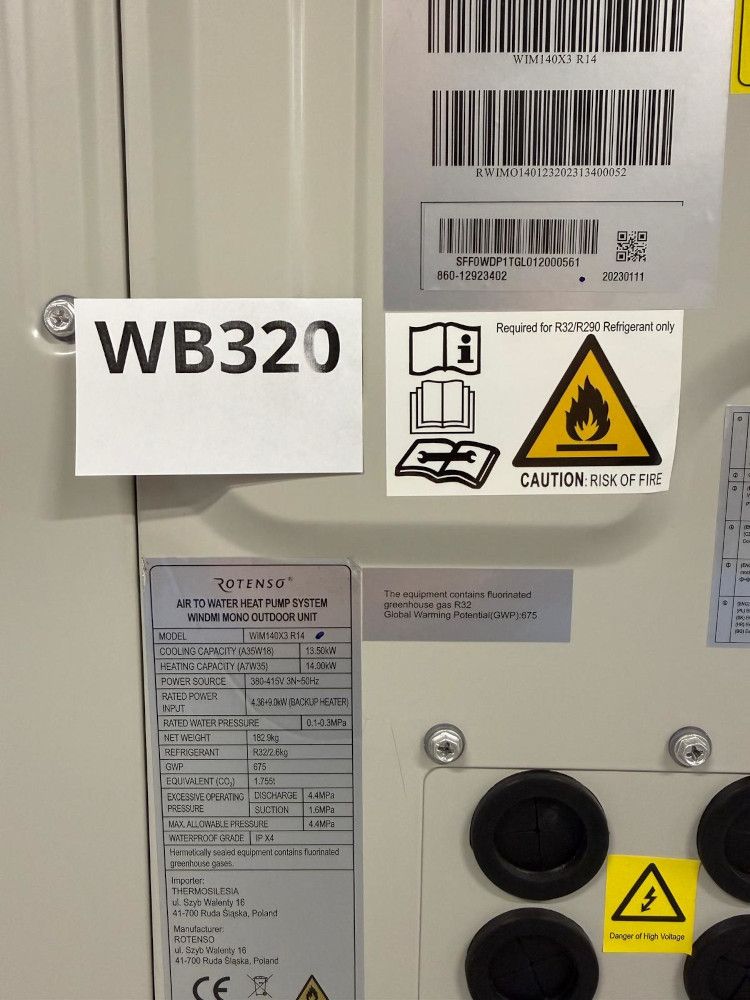 WIM140X3 R14
RWIMO140123202313400052
SFF0WDP1TGL012000561
860-12923402
20230111
WB320
Required for R32/R290 Refrigerant only
CAUTION: RISK OF FIRE
ROTENSO®
AIR TO WATER HEAT PUMP SYSTEM
WINDMI MONO OUTDOOR UNIT
MODEL WIM140X3 R14
COOLING CAPACITY (A35W18) 13.50kW
HEATING CAPACITY (A7W35) 14.00kW
POWER SOURCE 380-415V 3N~50Hz
RATED POWER
INPUT 4.36+9.0kW (BACKUP HEATER)
RATED WATER PRESSURE 0.1-0.3MPa
NET WEIGHT 182.9kg
REFRIGERANT R32/2.6kg
GWP 675
EQUIVALENT (CO₂) 1.755t
EXCESSIVE OPERATING DISCHARGE 4.4MPa
PRESSURE SUCTION 1.6MPa
MAX. ALLOWABLE PRESSURE 4.4MPa
WATERPROOF GRADE IP X4
Hermetically sealed equipment contains fluorinated
greenhouse gases.
Importer:
THERMOSILESIA
ul. Szyb Walenty 16
41-700 Ruda Śląska, Poland
Manufacturer:
ROTENSO
ul. Szyb Walenty 16
41-700 Ruda Śląska, Poland
CE
The equipment contains fluorinated
greenhouse gas R32
Global Warming Potential(GWP):675
Danger of High Voltage